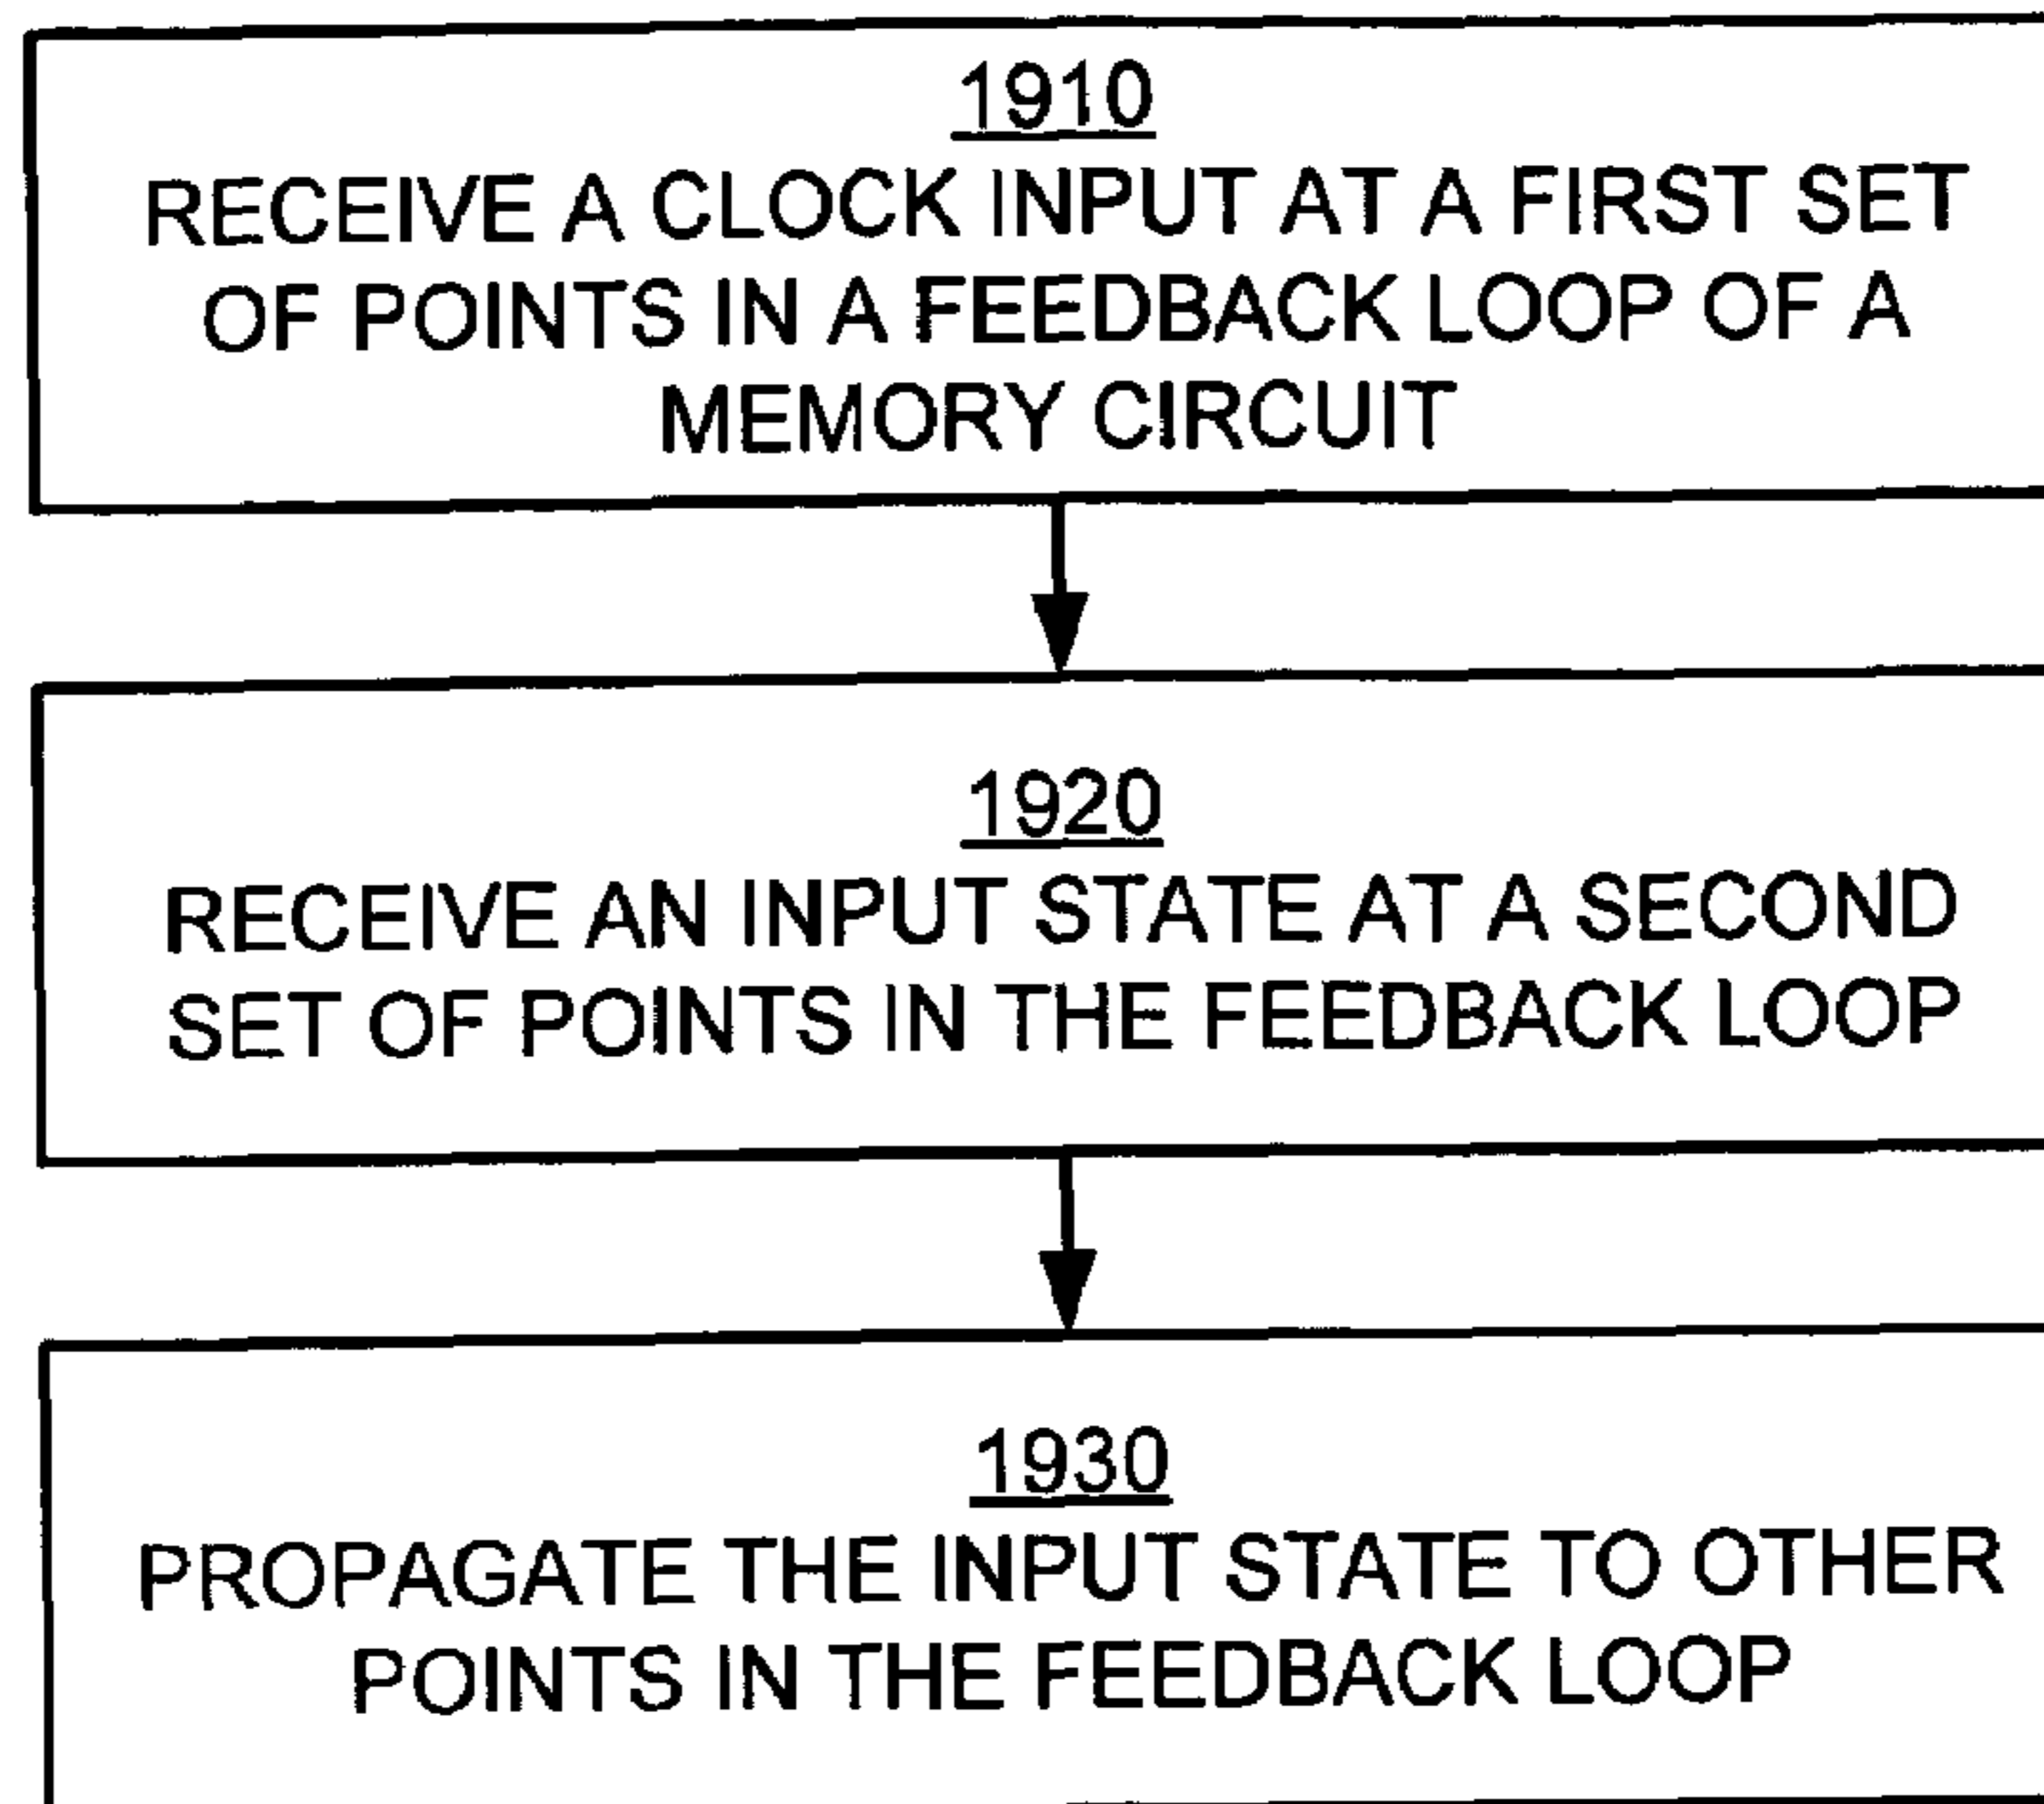 1910
RECEIVE A CLOCK INPUT AT A FIRST SET
OF POINTS IN A FEEDBACK LOOP OF A
MEMORY CIRCUIT
1920
RECEIVE AN INPUT STATE AT A SECOND
SET OF POINTS IN THE FEEDBACK LOOP
1930
PROPAGATE THE INPUT STATE TO OTHER
POINTS IN THE FEEDBACK LOOP